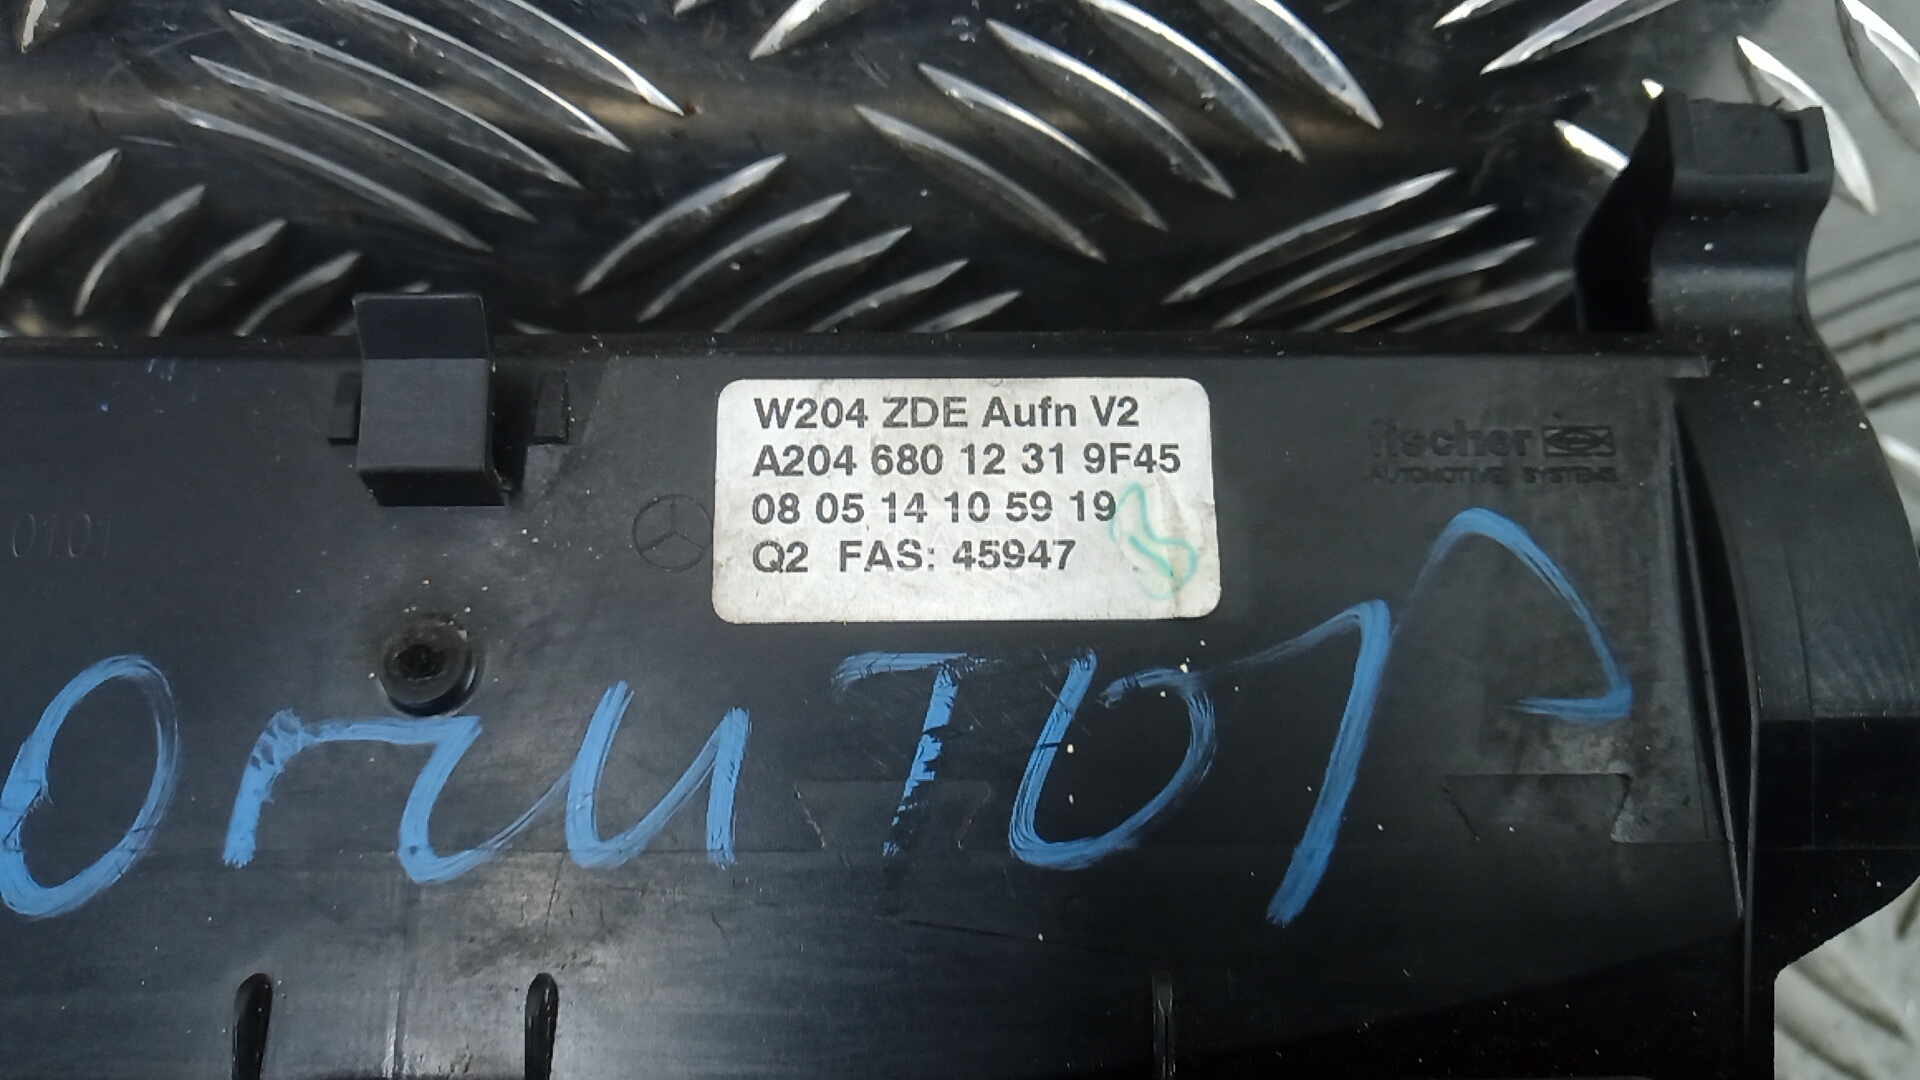 W204 ZDE Aufn V2
A204 680 12 31 9F45
08 05 14 10 59 19
Q2 FAS: 45947
fischer
AUTOMOTIVE SYSTEMS
0101